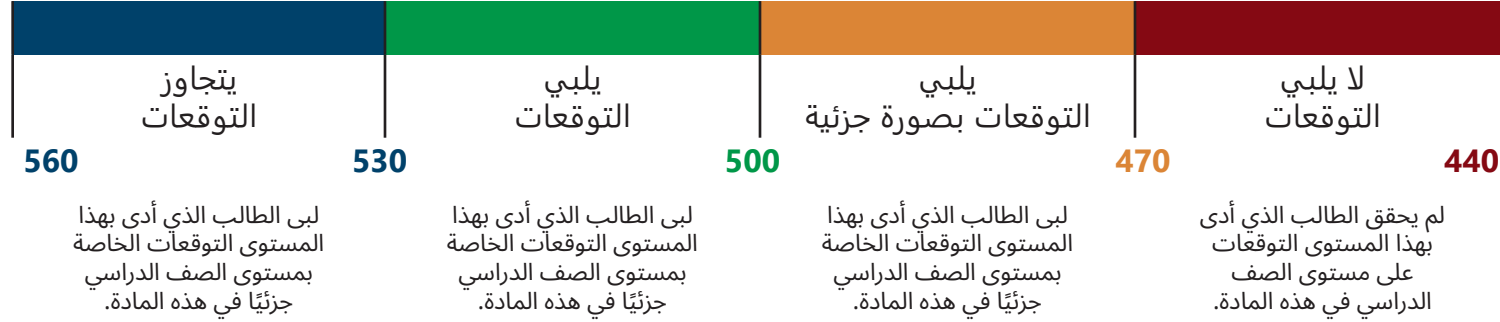 لا يلبي
التوقعات
يلبي
التوقعات بصورة جزئية
يلبي
التوقعات
يتجاوز
التوقعات
440
470
500
530
560
لم يحقق الطالب الذي أدى
بهذا المستوى التوقعات
على مستوى الصف
الدراسي في هذه المادة.
لبى الطالب الذي أدى بهذا
المستوى التوقعات الخاصة
بمستوى الصف الدراسي
جزئيًا في هذه المادة.
لبى الطالب الذي أدى بهذا
المستوى التوقعات الخاصة
بمستوى الصف الدراسي
جزئيًا في هذه المادة.
لبى الطالب الذي أدى بهذا
المستوى التوقعات الخاصة
بمستوى الصف الدراسي
جزئيًا في هذه المادة.